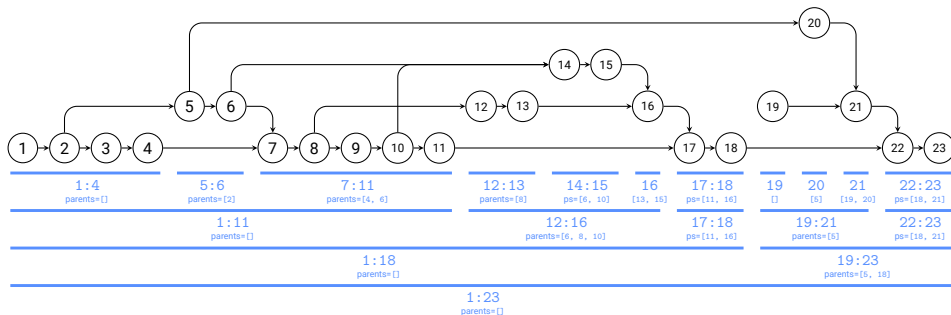 20
14 15
5 6 12 13 16 19 21
1 2 3 4 7 8 9 10 11 17 18 22 23
1:4 5:6 7:11 12:13 14:15 16 17:18 19 20 21 22:23
parents=[] parents=[2] parents=[4, 6] parents=[8] ps=[6, 10] [13, 15] ps=[11, 16] [] [5] [19, 20] ps=[18, 21]
1:11 12:16 17:18 19:21 22:23
parents=[] parents=[6, 8, 10] ps=[11, 16] parents=[5] ps=[18, 21]
1:18 19:23
parents=[] parents=[5, 18]
1:23
parents=[]